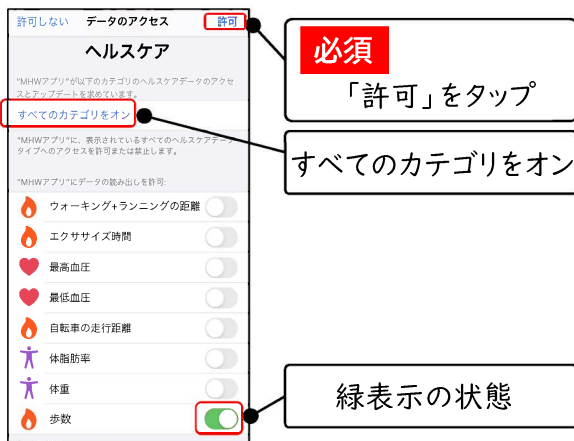 許可しない データのアクセス 許可
ヘルスケア
"MHWアプリ"が以下のカテゴリのヘルスケアデータのアクセ
スとアップデートを求めています。
すべてのカテゴリをオン
"MHWアプリ"に、表示されているすべてのヘルスケアデータ
タイプへのアクセスを許可または禁止します。
"MHWアプリ"にデータの読み出しを許可:
ウォーキング+ランニングの距離
エクササイズ時間
最高血圧
最低血圧
自転車の走行距離
体脂肪率
体重
歩数
必須
「許可」をタップ
すべてのカテゴリをオン
緑表示の状態